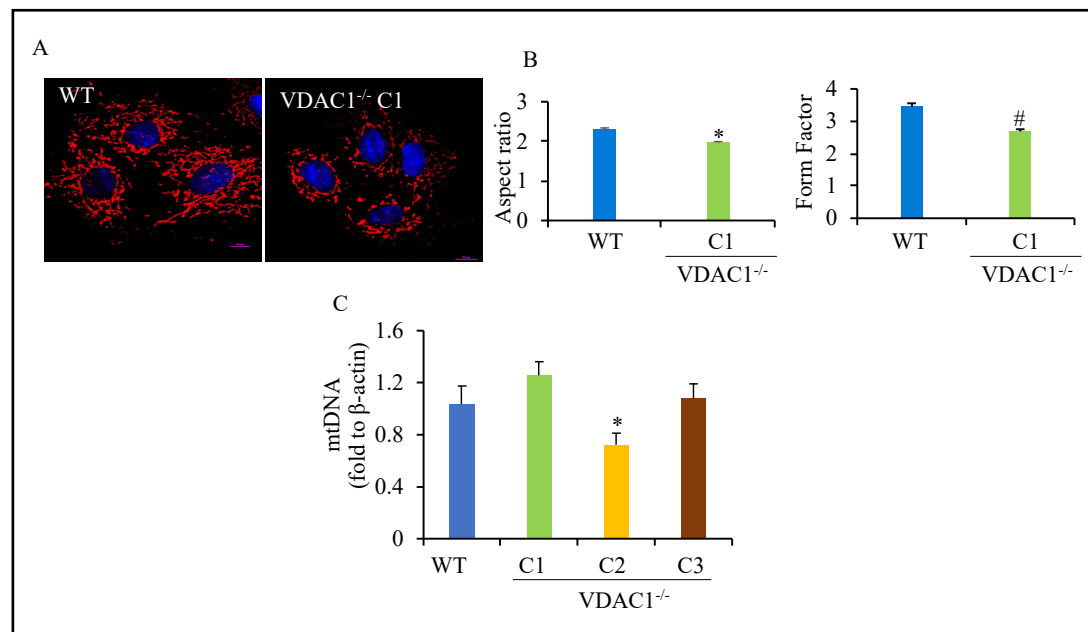 A
WT
VDAC1-/- C1
B
Aspect ratio
3
2
1
0
*
WT
C1
VDAC1-/-
Form Factor
4
3
2
1
0
#
WT
C1
VDAC1-/-
C
mtDNA
(fold to β-actin)
1.6
1.2
0.8
0.4
0
*
WT
C1
C2
C3
VDAC1-/-